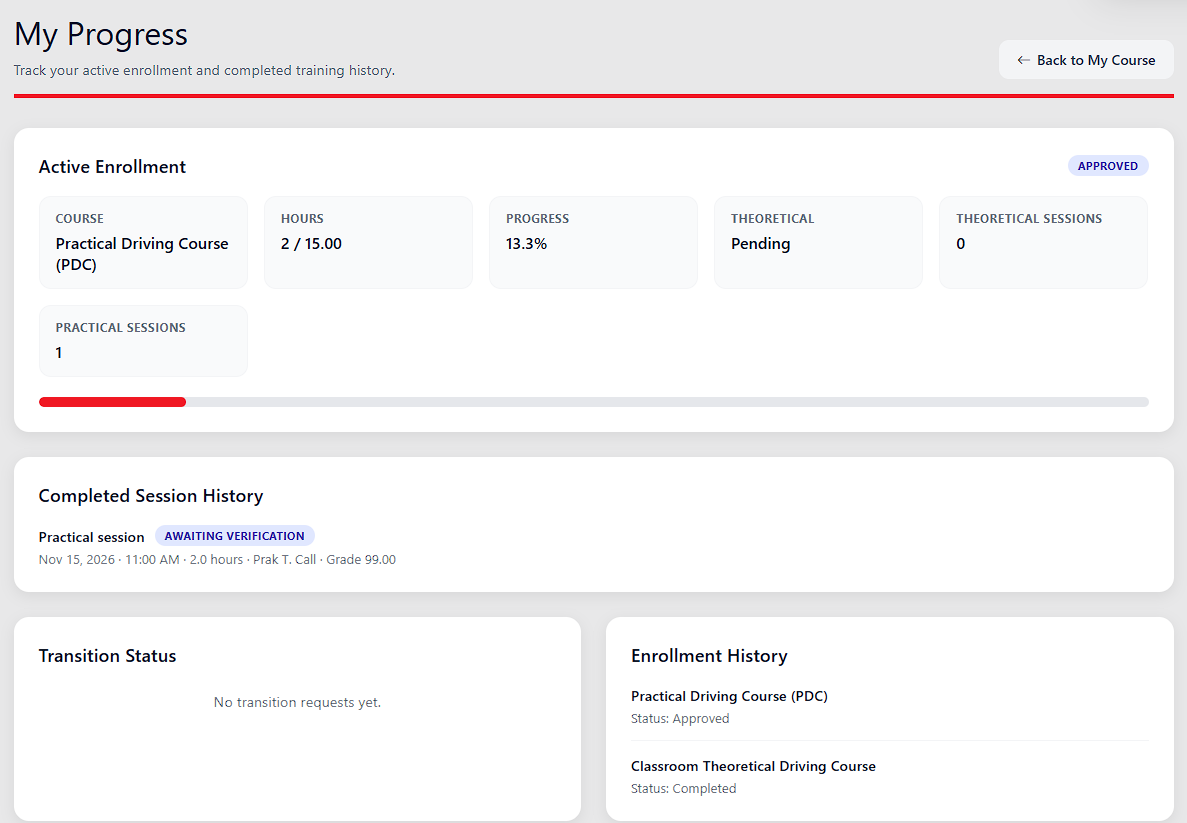 My Progress
Track your active enrollment and completed training history.
← Back to My Course
Active Enrollment
APPROVED
COURSE
Practical Driving Course
(PDC)
HOURS
2 / 15.00
PROGRESS
13.3%
THEORETICAL
Pending
THEORETICAL SESSIONS
0
PRACTICAL SESSIONS
1
Completed Session History
Practical session AWAITING VERIFICATION
Nov 15, 2026 · 11:00 AM · 2.0 hours · Prak T. Call · Grade 99.00
Transition Status
No transition requests yet.
Enrollment History
Practical Driving Course (PDC)
Status: Approved
Classroom Theoretical Driving Course
Status: Completed